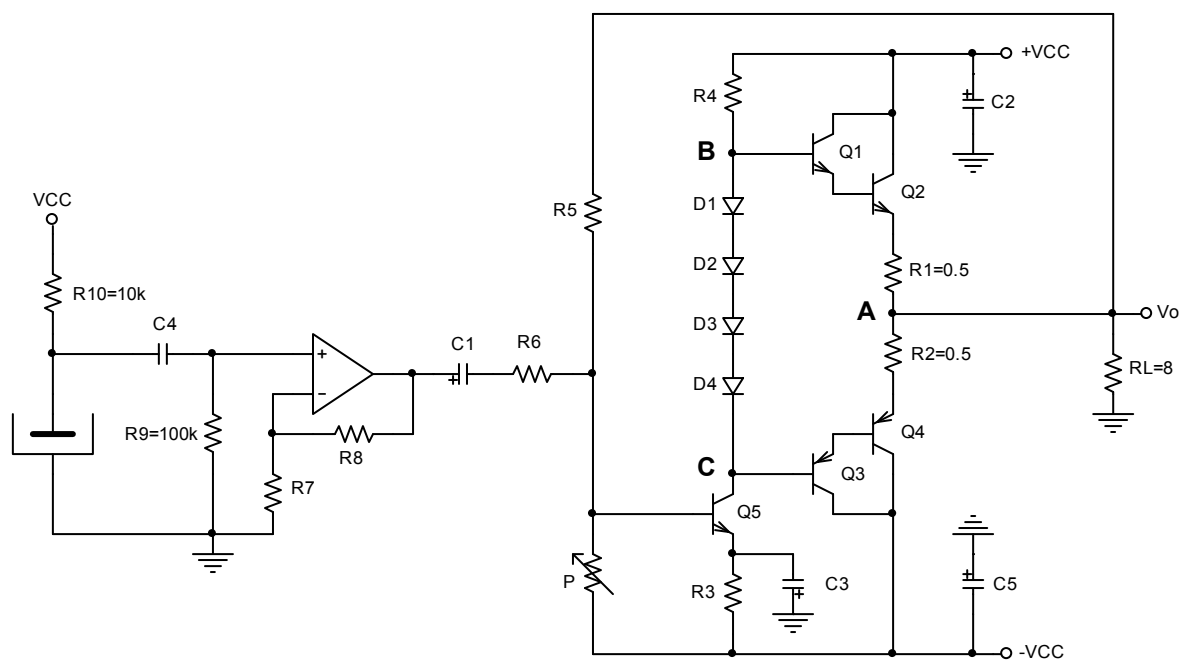 +VCC
R4
C2
B
Q1
Q2
VCC
D1
R5
D2
R1=0.5
R10=10k
A
Vo
C4
D3
C1
R6
R2=0.5
RL=8
+
D4
−
R9=100k
R8
Q4
C
Q3
R7
Q5
P
R3
C3
C5
-VCC